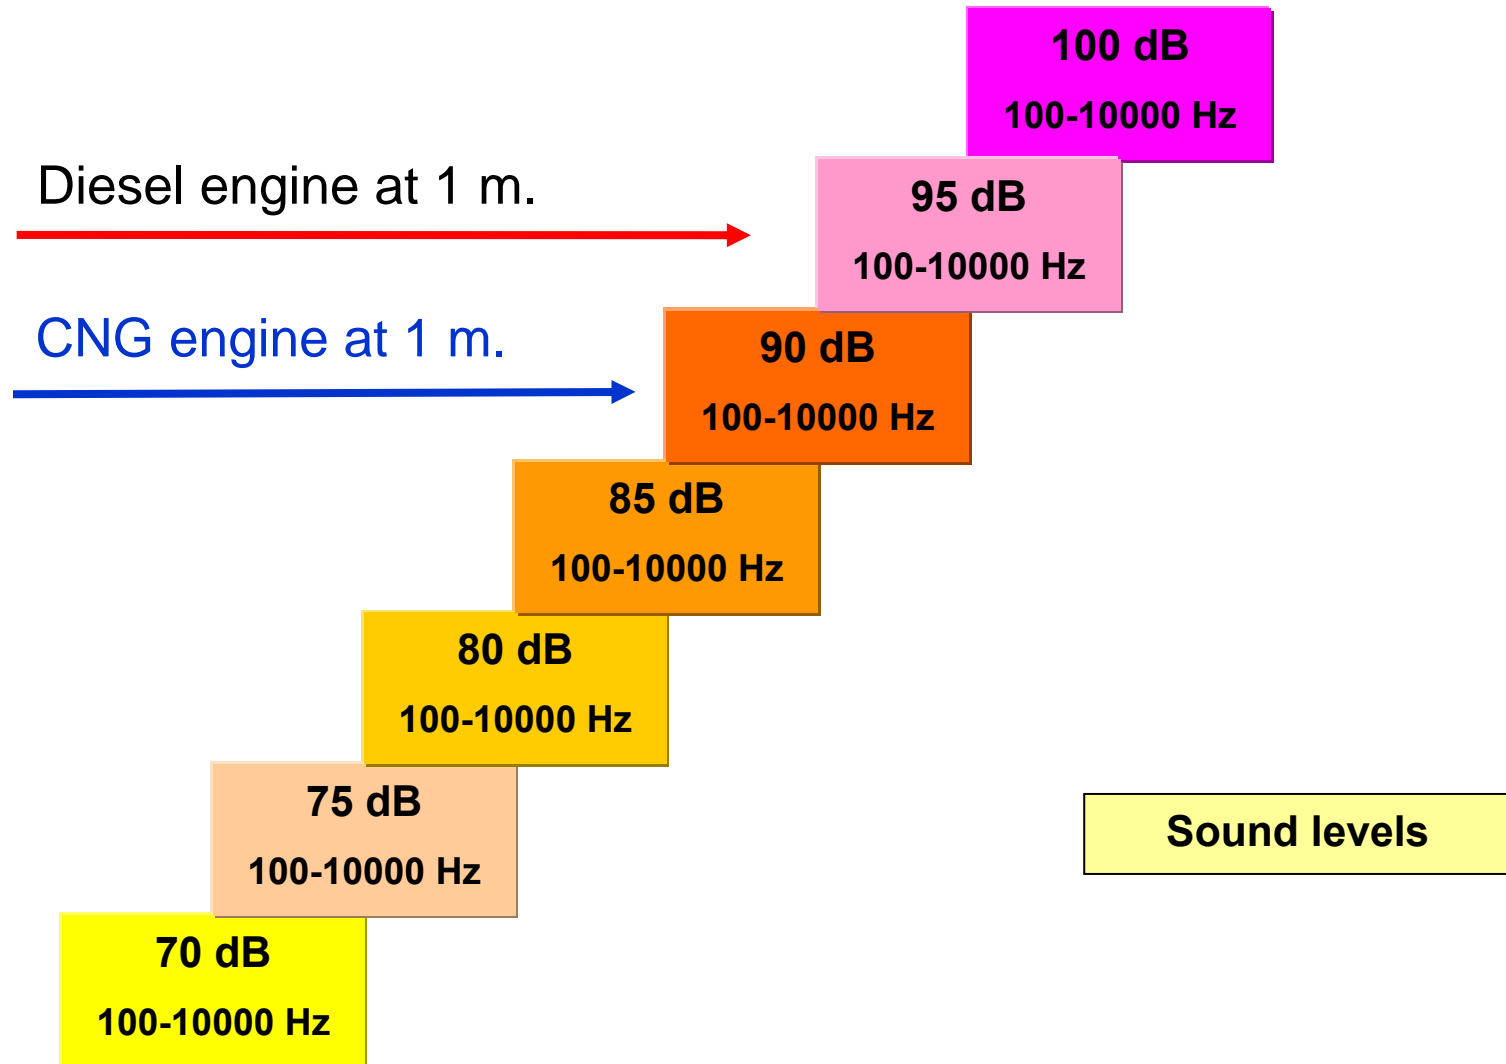 100 dB
100-10000 Hz
Diesel engine at 1 m.
95 dB
100-10000 Hz
CNG engine at 1 m.
90 dB
100-10000 Hz
85 dB
100-10000 Hz
80 dB
100-10000 Hz
75 dB
100-10000 Hz
Sound levels
70 dB
100-10000 Hz